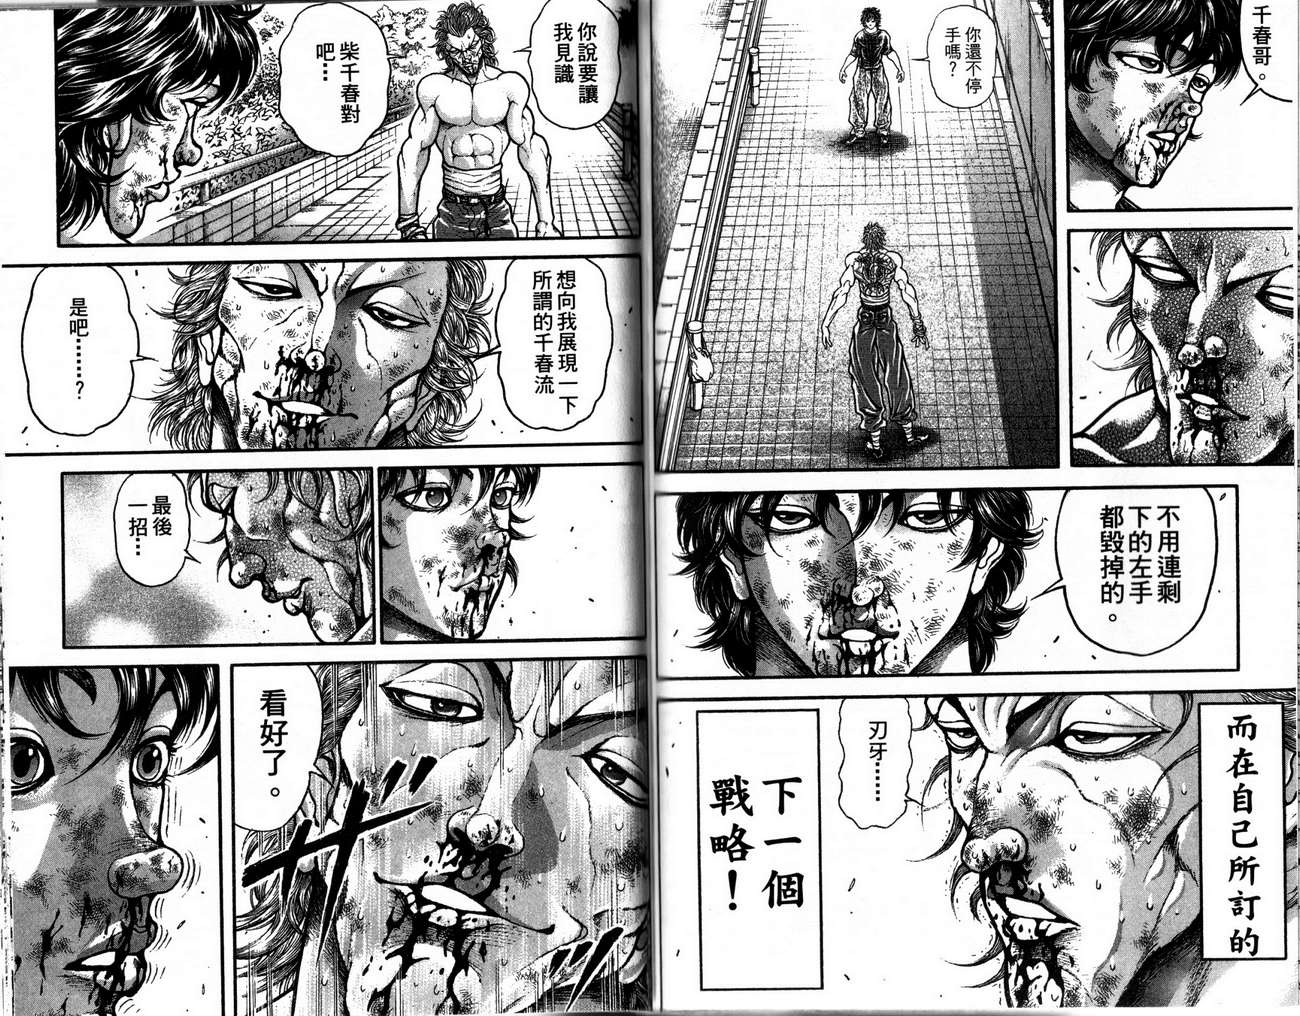 千春哥。
你還不停
手嗎？
不用連剩
下的左手
都毀掉的。
而在自己所訂的
刃牙……
下一個
戰略！
你說要讓
我見識
柴千春對
吧…
想向我展現一下
所謂的千春流
是吧……？
最後
一招…
看好了。